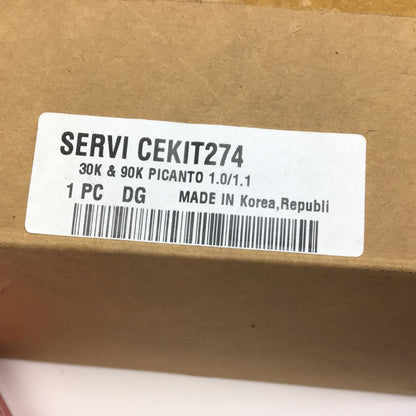 SERVI CEKIT274
30K & 90K PICANTO 1.0/1.1
1 PC DG MADE IN Korea,Republi